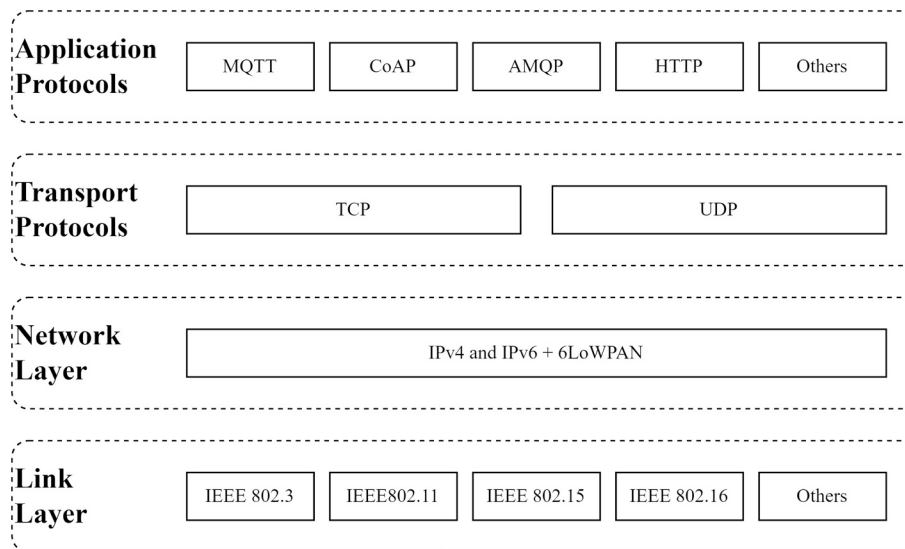 Application
Protocols
MQTT
CoAP
AMQP
HTTP
Others
Transport
Protocols
TCP
UDP
Network
Layer
IPv4 and IPv6 + 6LoWPAN
Link
Layer
IEEE 802.3
IEEE802.11
IEEE 802.15
IEEE 802.16
Others